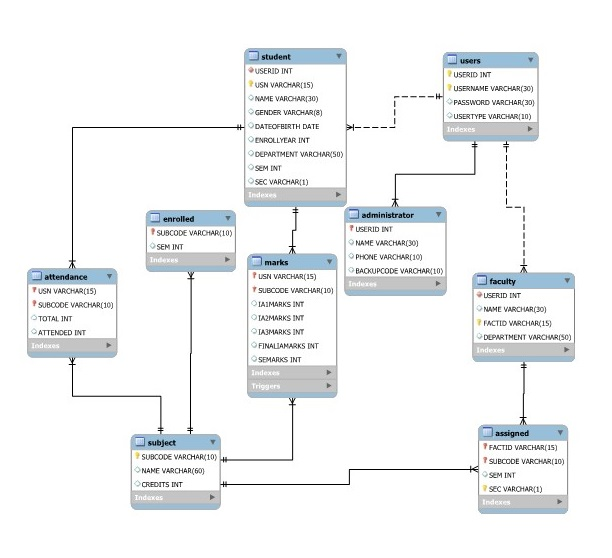 student
USERID INT
USN VARCHAR(15)
NAME VARCHAR(30)
GENDER VARCHAR(8)
DATEOFBIRTH DATE
ENROLLYEAR INT
DEPARTMENT VARCHAR(50)
SEM INT
SEC VARCHAR(1)
Indexes
users
USERID INT
USERNAME VARCHAR(30)
PASSWORD VARCHAR(30)
USERTYPE VARCHAR(10)
Indexes
enrolled
SUBCODE VARCHAR(10)
SEM INT
Indexes
administrator
USERID INT
NAME VARCHAR(30)
PHONE VARCHAR(10)
BACKUPCODE VARCHAR(10)
Indexes
attendance
USN VARCHAR(15)
SUBCODE VARCHAR(10)
TOTAL INT
ATTENDED INT
Indexes
marks
USN VARCHAR(15)
SUBCODE VARCHAR(10)
IA1MARKS INT
IA2MARKS INT
IA3MARKS INT
FINALIAMARKS INT
SEMARKS INT
Indexes
Triggers
faculty
USERID INT
NAME VARCHAR(30)
FACTID VARCHAR(15)
DEPARTMENT VARCHAR(50)
Indexes
subject
SUBCODE VARCHAR(10)
NAME VARCHAR(60)
CREDITS INT
Indexes
assigned
FACTID VARCHAR(15)
SUBCODE VARCHAR(10)
SEM INT
SEC VARCHAR(1)
Indexes